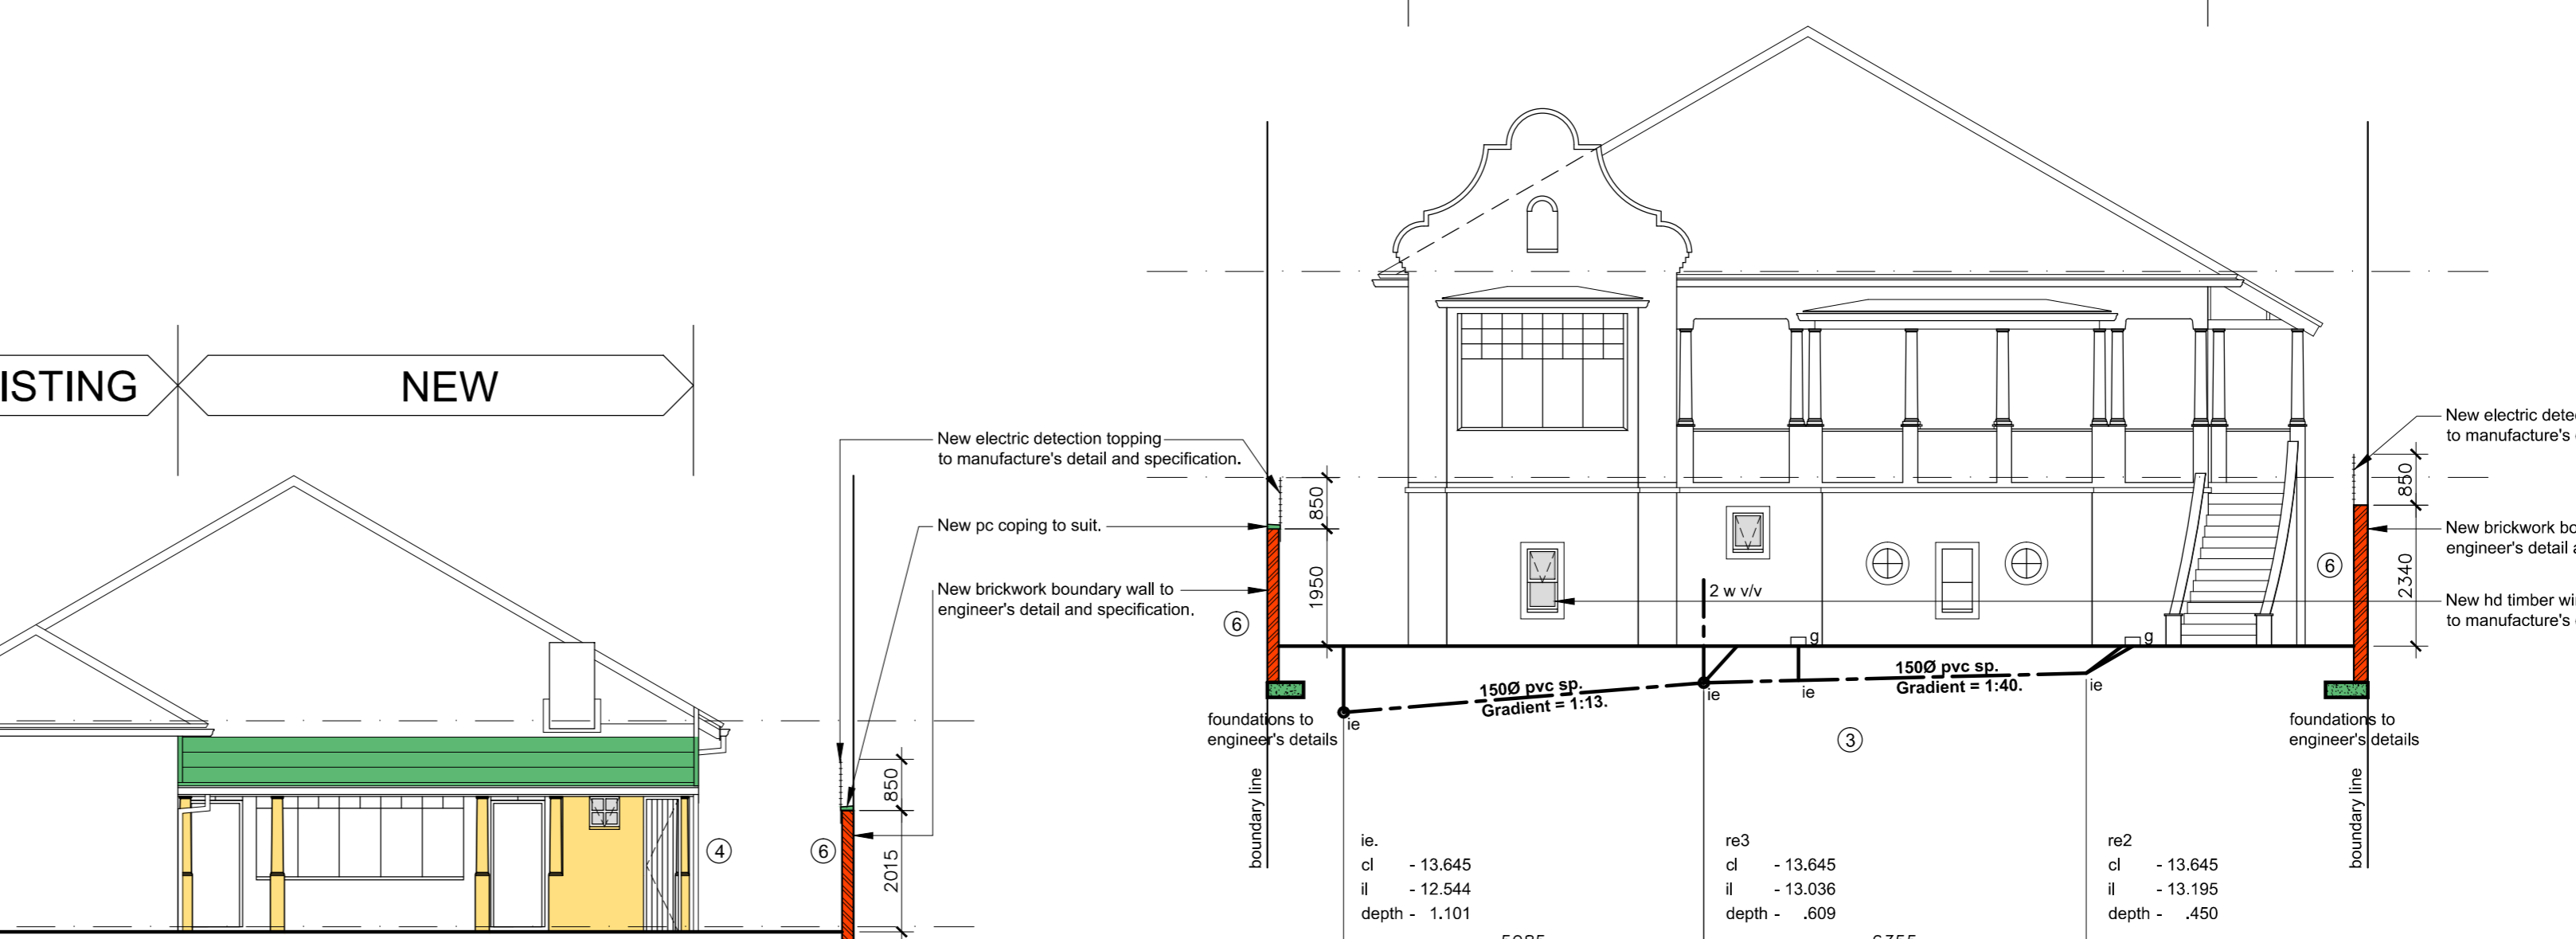 ISTING
NEW
New electric detection topping
to manufacture's detail and specification.
New pc coping to suit.
New brickwork boundary wall to
engineer's detail and specification.
850
2015
4
6
850
1950
6
foundations to
engineer's details
boundary line
2 w v/v
g
g
150Ø pvc sp.
Gradient = 1:13.
150Ø pvc sp.
Gradient = 1:40.
ie
ie
ie
ie
3
ie.
cl - 13.645
il - 12.544
depth - 1.101
re3
cl - 13.645
il - 13.036
depth - .609
re2
cl - 13.645
il - 13.195
depth - .450
New electric dete
to manufacture's
850
New brickwork bo
engineer's detail a
2340
6
New hd timber wi
to manufacture's
foundations to
engineer's details
boundary line